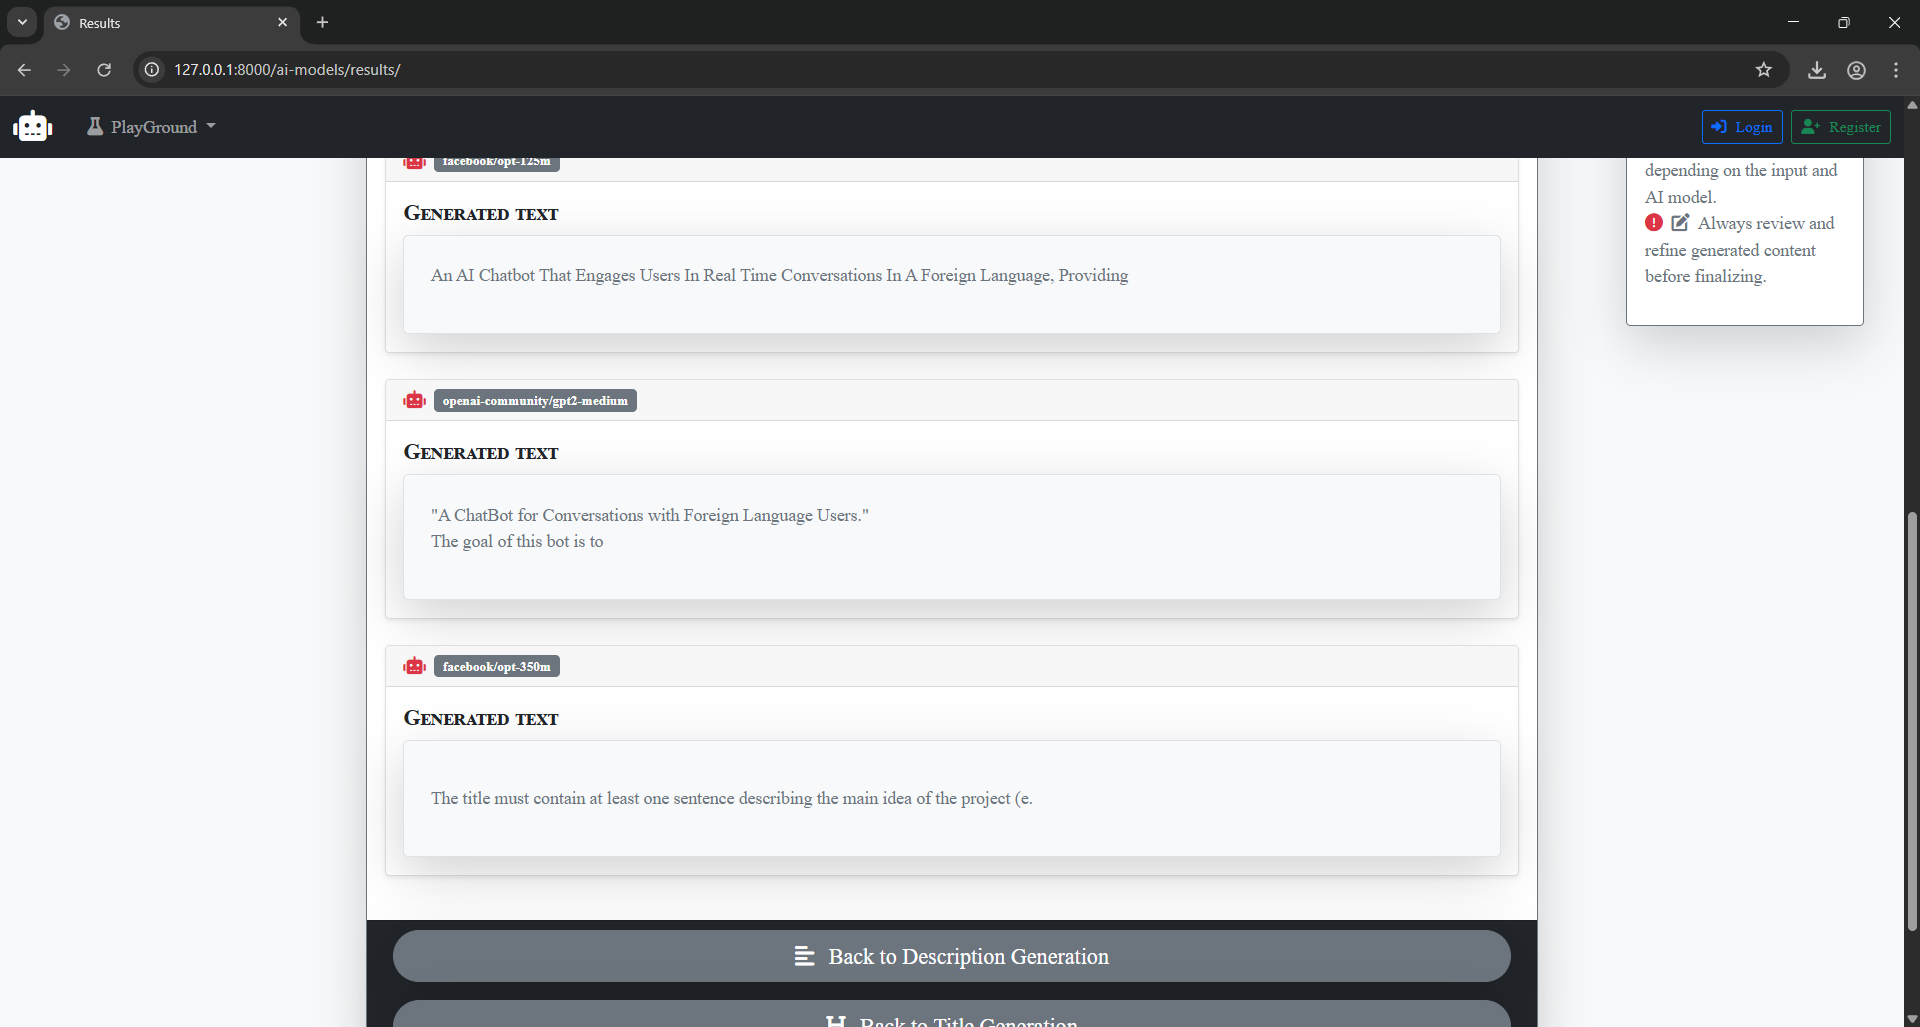 Results
127.0.0.1:8000/ai-models/results/
PlayGround
Login
Register
facebook/opt-125m
GENERATED TEXT
An AI Chatbot That Engages Users In Real Time Conversations In A Foreign Language, Providing
openai-community/gpt2-medium
GENERATED TEXT
"A ChatBot for Conversations with Foreign Language Users."
The goal of this bot is to
facebook/opt-350m
GENERATED TEXT
The title must contain at least one sentence describing the main idea of the project (e.
Back to Description Generation
Back to Title Generation
depending on the input and
AI model.
Always review and
refine generated content
before finalizing.